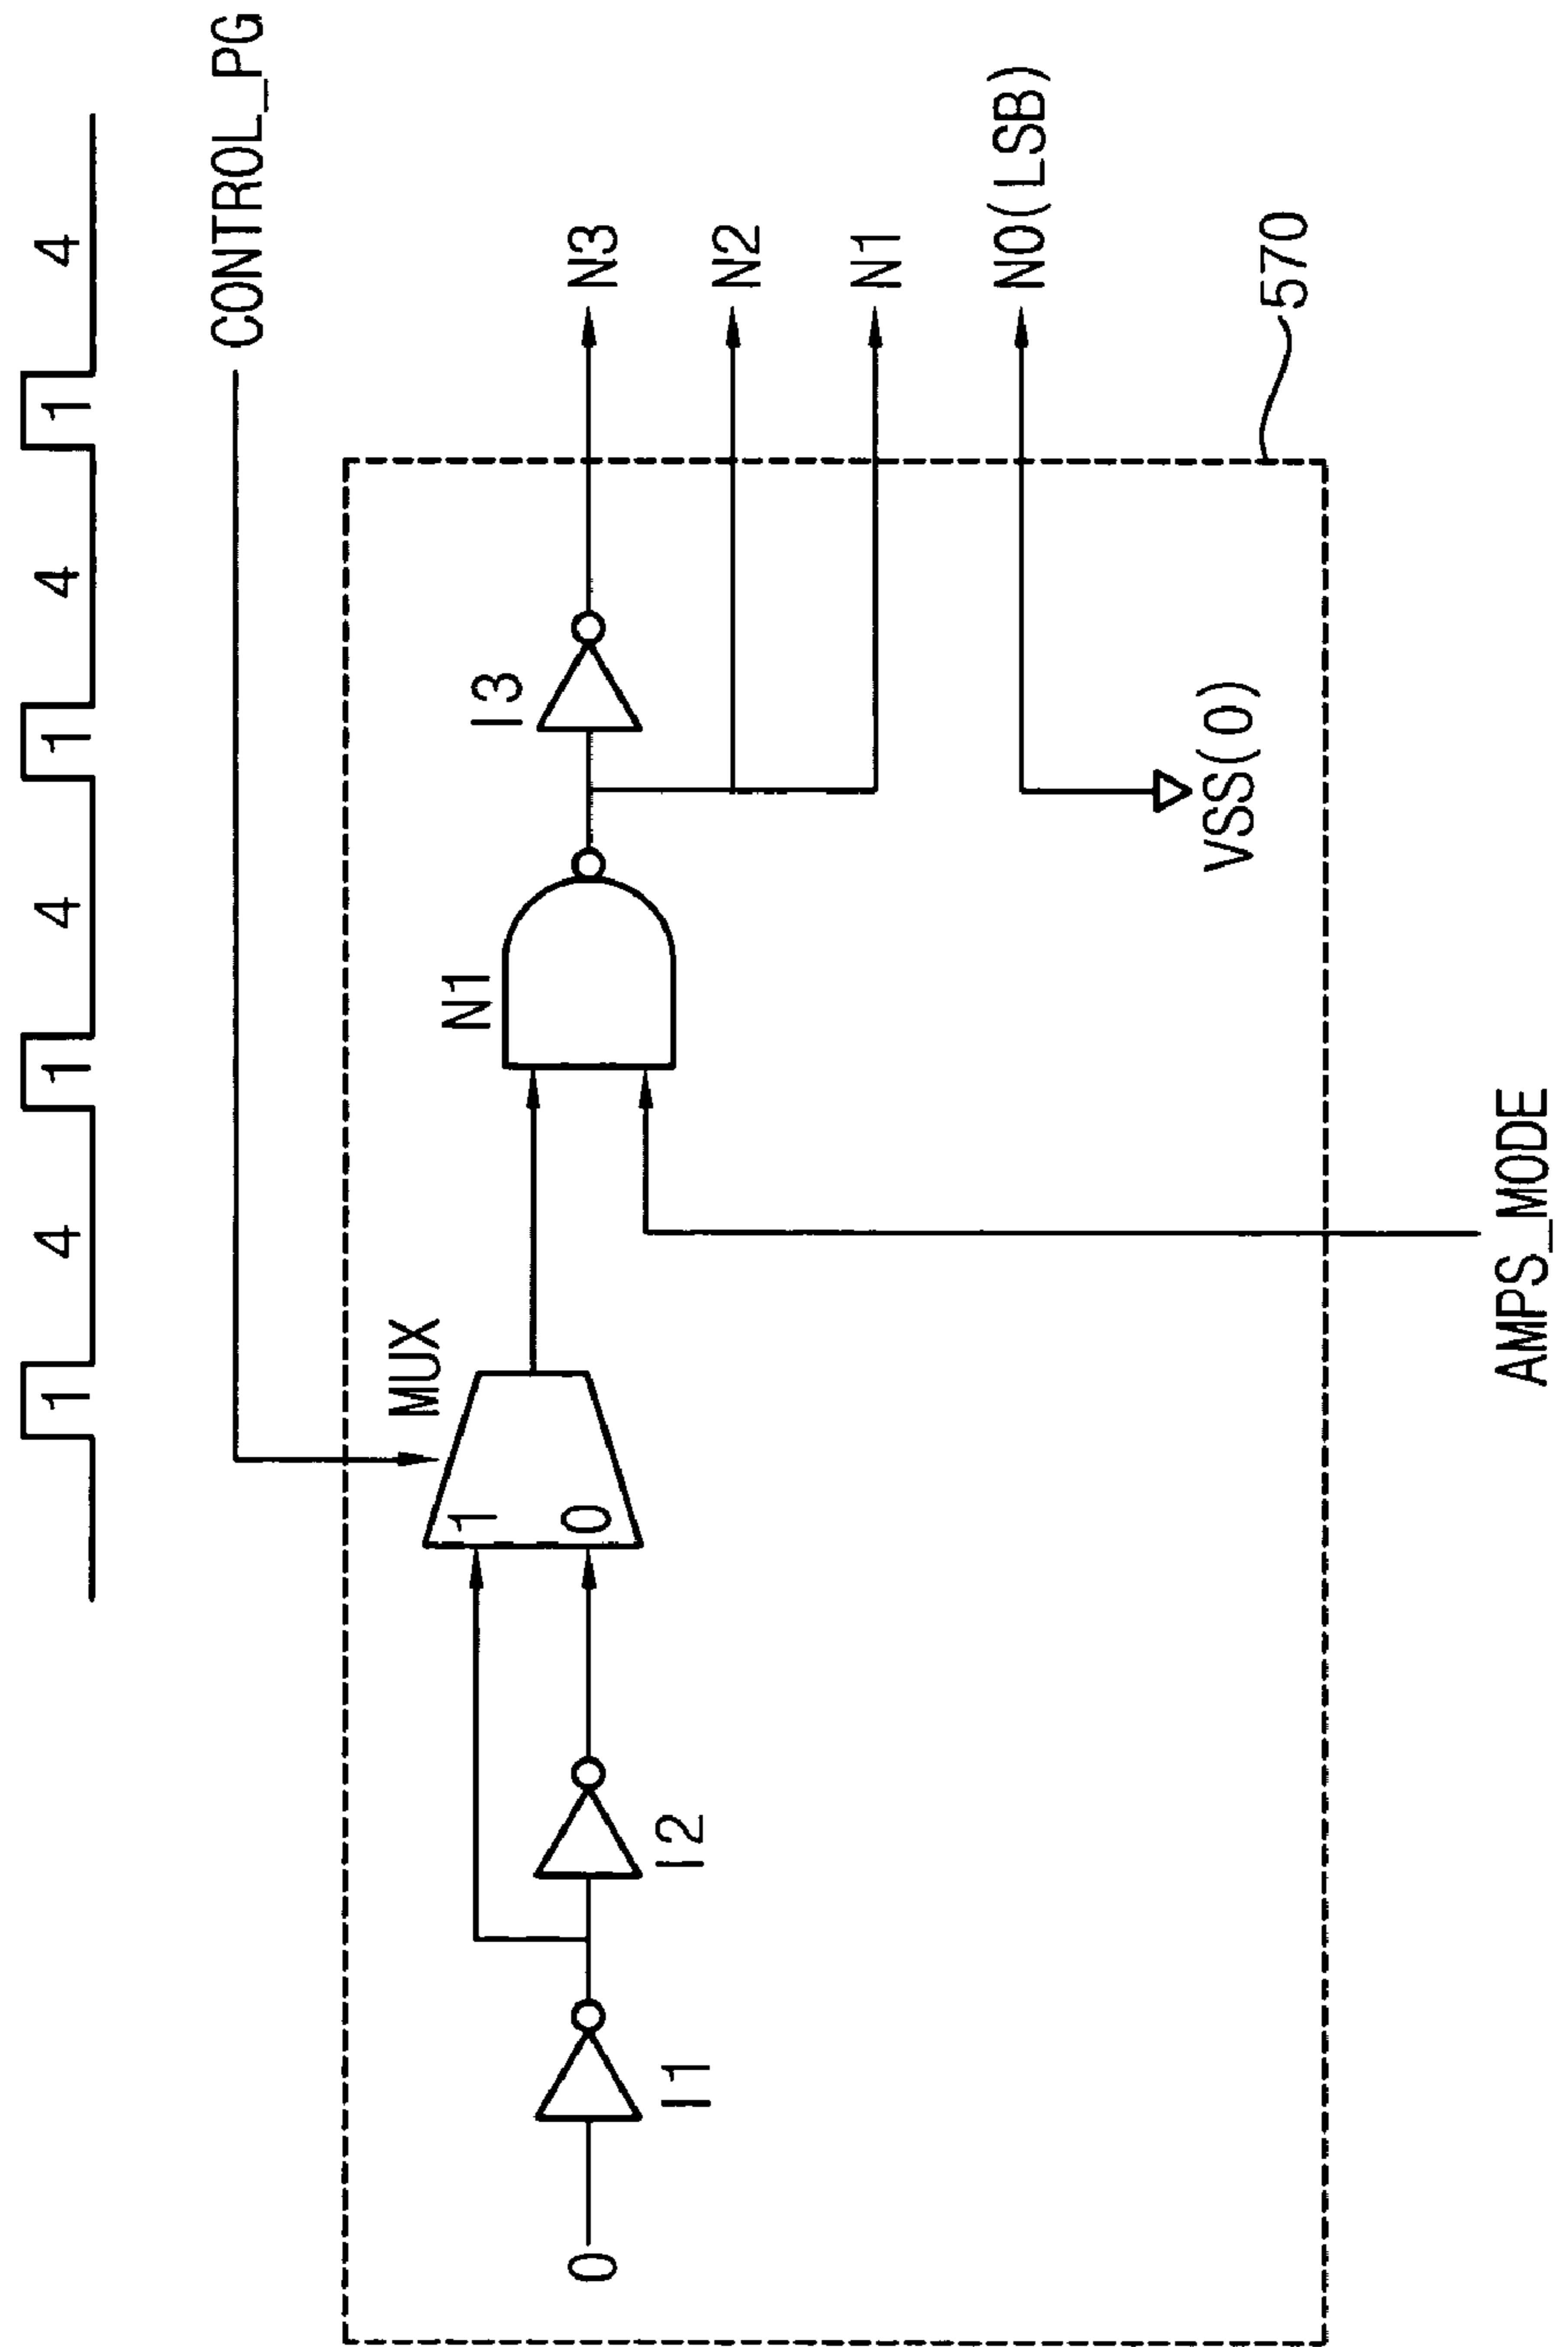 1 4 1 4 1 4 1 4
CONTROL_PG
MUX
1
0
N1
I3
N3
N2
N1
N0(LSB)
0
I1
I2
VSS(0)
570
AMPS_MODE